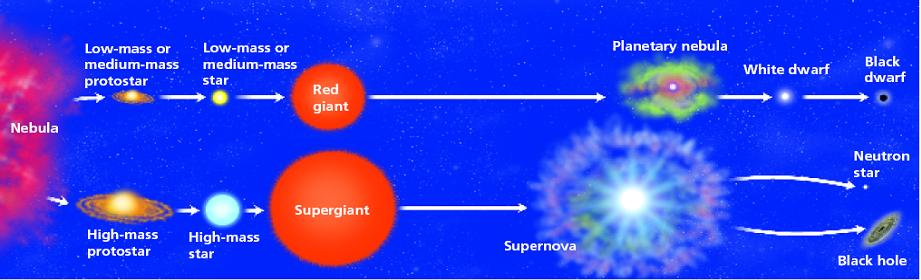 Low-mass or
medium-mass
protostar
Low-mass or
medium-mass
star
Red
giant
Planetary nebula
White dwarf
Black
dwarf
Nebula
High-mass
protostar
High-mass
star
Supergiant
Supernova
Neutron
star
Black hole